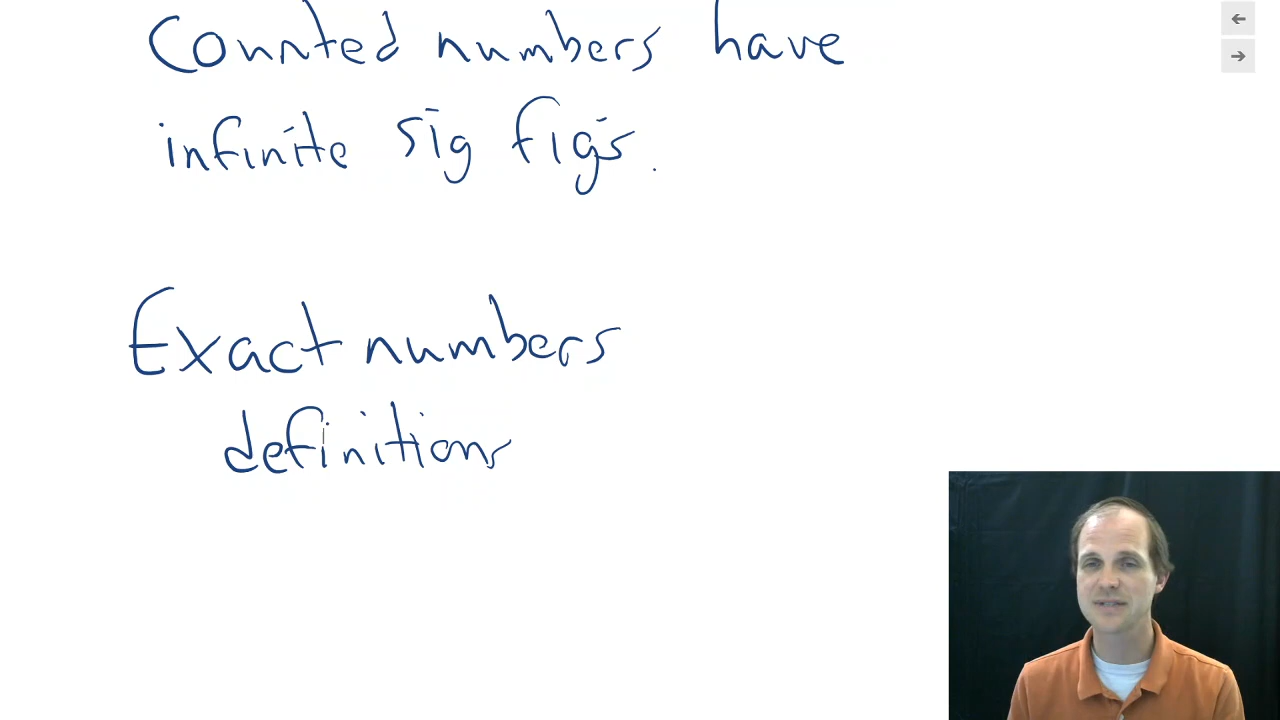 Counted numbers have
infinite sig figs.
Exact numbers
definitions